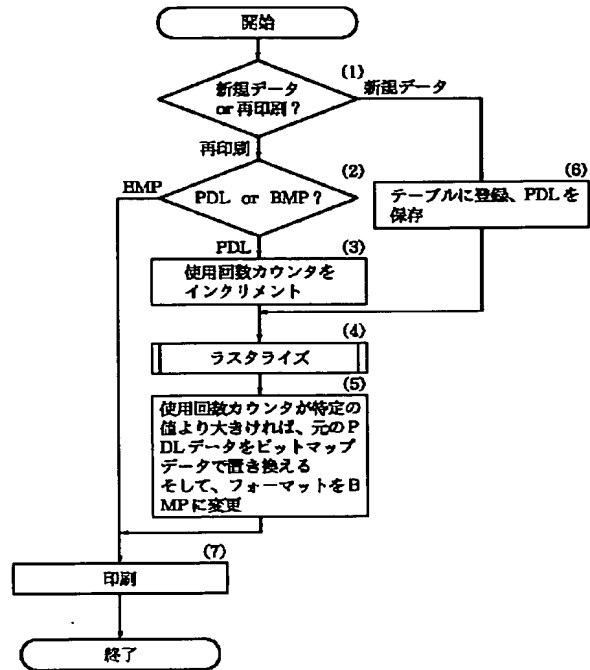 開始
(1)
新規データ
or 再印刷？
新規データ
再印刷
(2)
BMP
PDL or BMP？
(6)
テーブルに登録、PDLを
保存
PDL
(3)
使用回数カウンタを
インクリメント
(4)
ラスタライズ
(5)
使用回数カウンタが特定の
値より大きければ、元のP
DLデータをビットマップ
データで置き換える
そして、フォーマットをB
MPに変更
(7)
印刷
終了